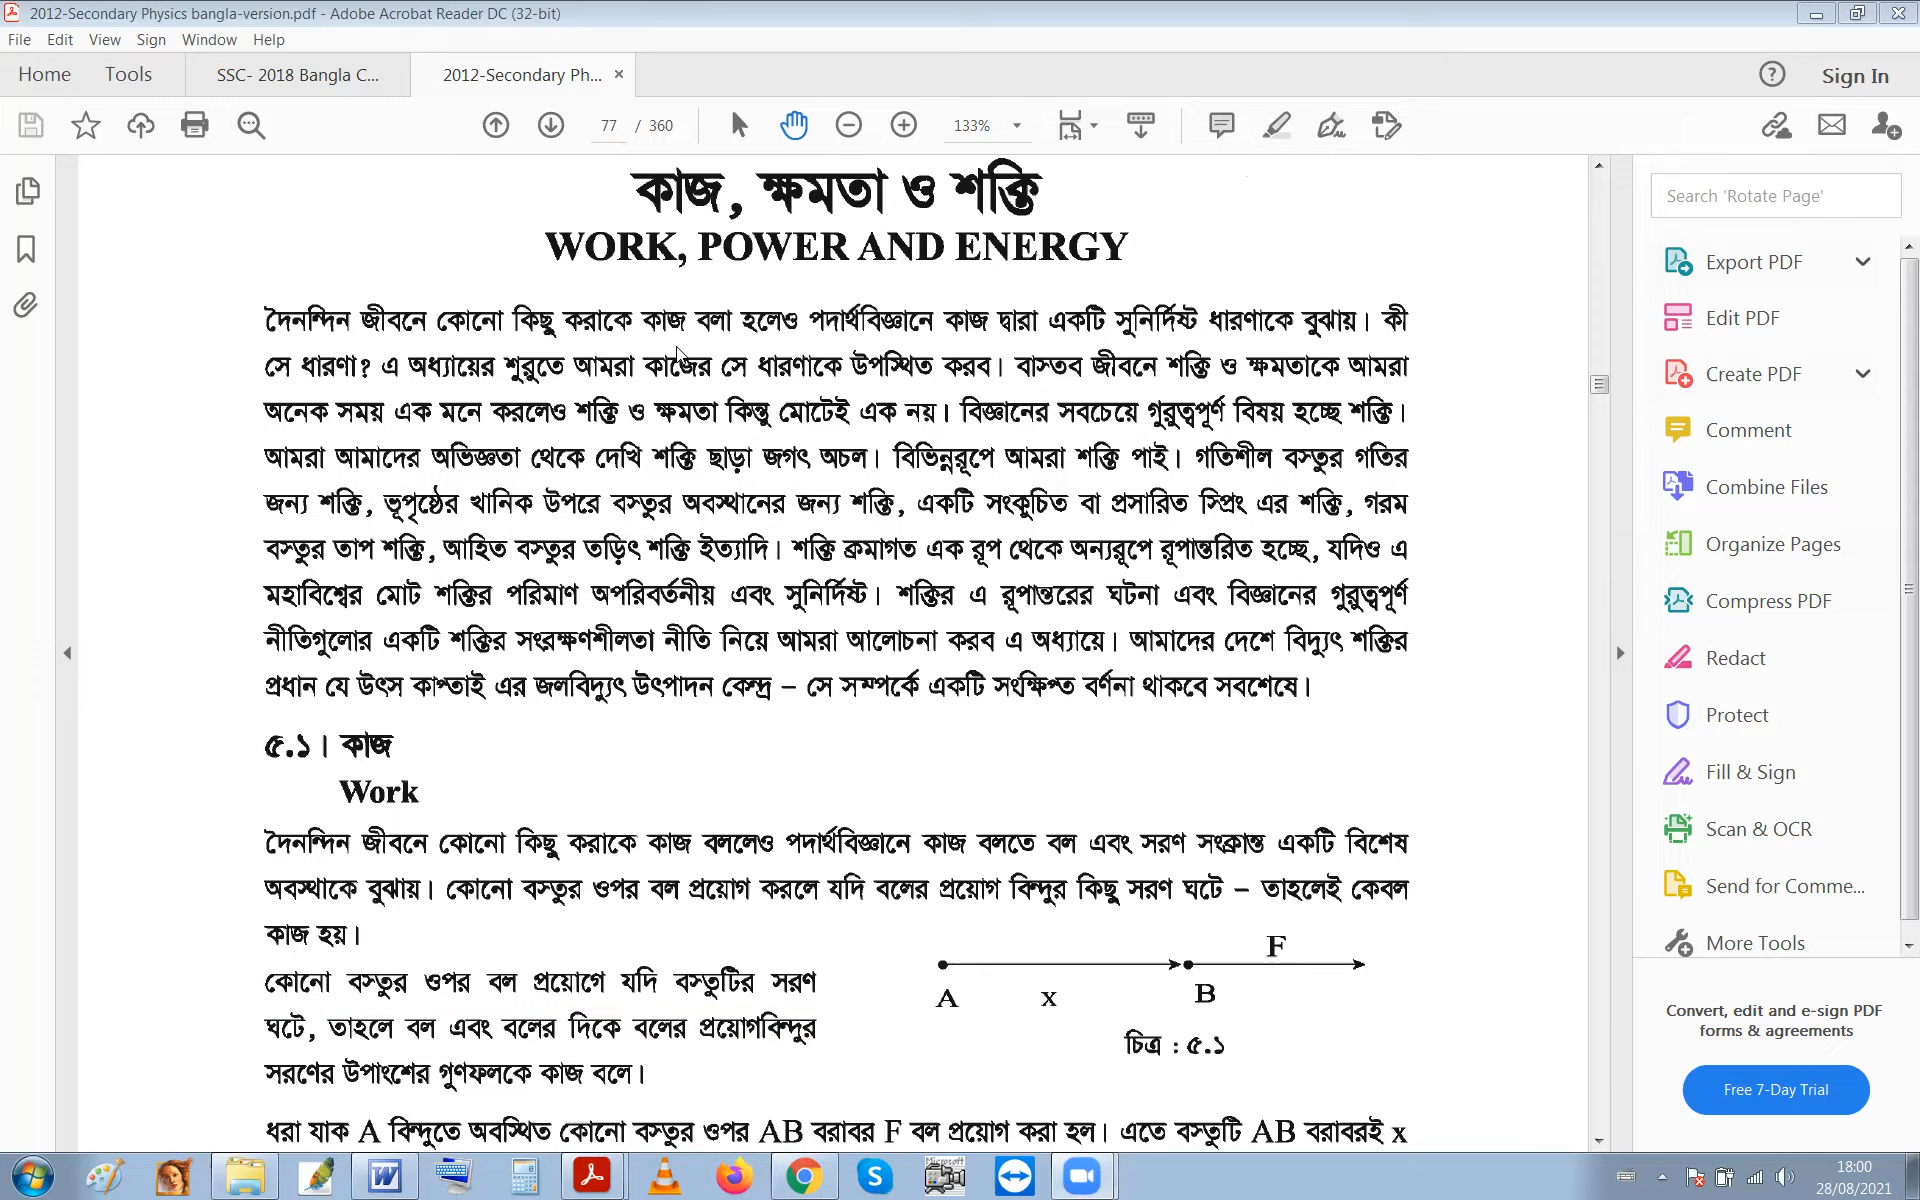 2012-Secondary Physics bangla-version.pdf - Adobe Acrobat Reader DC (32-bit)
File Edit View Sign Window Help
Home Tools SSC- 2018 Bangla C... 2012-Secondary Ph... × Sign In
77 / 360 133%
কাজ, ক্ষমতা ও শক্তি
WORK, POWER AND ENERGY
দৈনন্দিন জীবনে কোনো কিছু করাকে কাজ বলা হলেও পদার্থবিজ্ঞানে কাজ দ্বারা একটি সুনির্দিষ্ট ধারণাকে বুঝায়। কী
সে ধারণা? এ অধ্যায়ের শুরুতে আমরা কাজের সে ধারণাকে উপস্থিত করব। বাস্তব জীবনে শক্তি ও ক্ষমতাকে আমরা
অনেক সময় এক মনে করলেও শক্তি ও ক্ষমতা কিন্তু মোটেই এক নয়। বিজ্ঞানের সবচেয়ে গুরুত্বপূর্ণ বিষয় হচ্ছে শক্তি।
আমরা আমাদের অভিজ্ঞতা থেকে দেখি শক্তি ছাড়া জগৎ অচল। বিভিন্নরূপে আমরা শক্তি পাই। গতিশীল বস্তুর গতির
জন্য শক্তি, ভূপৃষ্ঠের খানিক উপরে বস্তুর অবস্থানের জন্য শক্তি, একটি সংকুচিত বা প্রসারিত স্প্রিং এর শক্তি, গরম
বস্তুর তাপ শক্তি, আহিত বস্তুর তড়িৎ শক্তি ইত্যাদি। শক্তি ক্রমাগত এক রূপ থেকে অন্যরূপে রূপান্তরিত হচ্ছে, যদিও এ
মহাবিশ্বের মোট শক্তির পরিমাণ অপরিবর্তনীয় এবং সুনির্দিষ্ট। শক্তির এ রূপান্তরের ঘটনা এবং বিজ্ঞানের গুরুত্বপূর্ণ
নীতিগুলোর একটি শক্তির সংরক্ষণশীলতা নীতি নিয়ে আমরা আলোচনা করব এ অধ্যায়ে। আমাদের দেশে বিদ্যুৎ শক্তির
প্রধান যে উৎস কাপ্তাই এর জলবিদ্যুৎ উৎপাদন কেন্দ্র – সে সম্পর্কে একটি সংক্ষিপ্ত বর্ণনা থাকবে সবশেষে।
৫.১। কাজ
Work
দৈনন্দিন জীবনে কোনো কিছু করাকে কাজ বললেও পদার্থবিজ্ঞানে কাজ বলতে বল এবং সরণ সংক্রান্ত একটি বিশেষ
অবস্থাকে বুঝায়। কোনো বস্তুর ওপর বল প্রয়োগ করলে যদি বলের প্রয়োগ বিন্দুর কিছু সরণ ঘটে – তাহলেই কেবল
কাজ হয়।
কোনো বস্তুর ওপর বল প্রয়োগে যদি বস্তুটির সরণ
ঘটে, তাহলে বল এবং বলের দিকে বলের প্রয়োগবিন্দুর
সরণের উপাংশের গুণফলকে কাজ বলে।
F
A x B
চিত্র : ৫.১
ধরা যাক A বিন্দুতে অবস্থিত কোনো বস্তুর ওপর AB বরাবর F বল প্রয়োগ করা হল। এতে বস্তুটি AB বরাবরই x
Search 'Rotate Page'
Export PDF
Edit PDF
Create PDF
Comment
Combine Files
Organize Pages
Compress PDF
Redact
Protect
Fill & Sign
Scan & OCR
Send for Comme...
More Tools
Convert, edit and e-sign PDF
forms & agreements
Free 7-Day Trial
Microsoft
18:00
28/08/2021